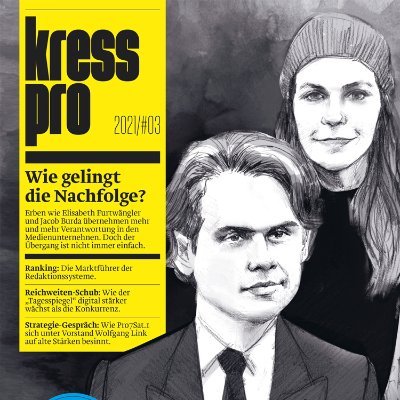 kress
pro
2021/#03
Wie gelingt
die Nachfolge?
Erben wie Elisabeth Furtwängler
und Jacob Burda übernehmen mehr
und mehr Verantwortung in den
Medienunternehmen. Doch der
Übergang ist nicht immer einfach.
Ranking: Die Marktführer der
Redaktionssysteme.
Reichweiten-Schub: Wie der
„Tagesspiegel“ digital stärker
wächst als die Konkurrenz.
Strategie-Gespräch: Wie Pro7Sat.1
sich unter Vorstand Wolfgang Link
auf alte Stärken besinnt.